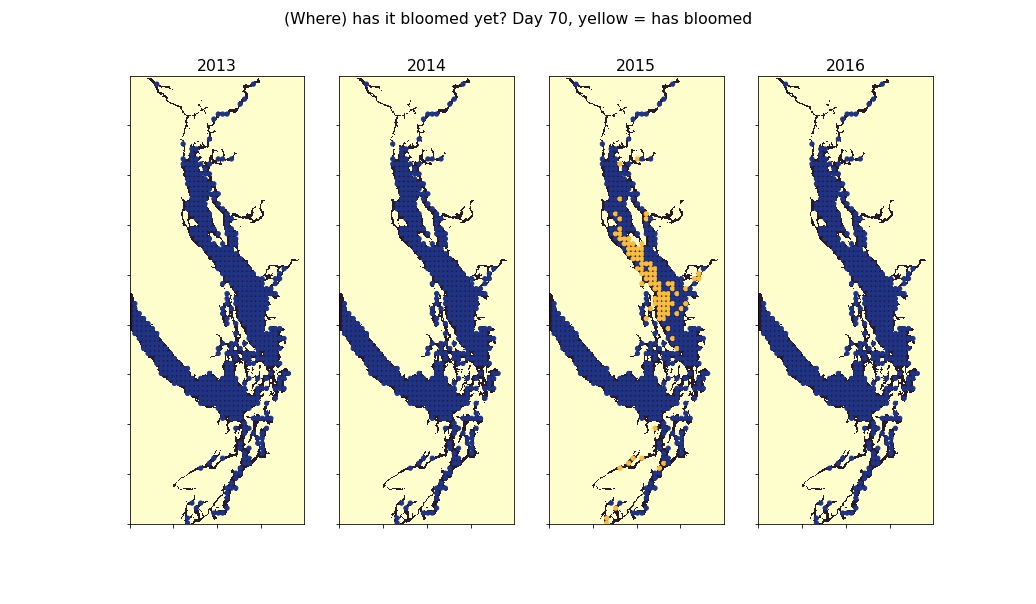 (Where) has it bloomed yet? Day 70, yellow = has bloomed
2013 2014 2015 2016